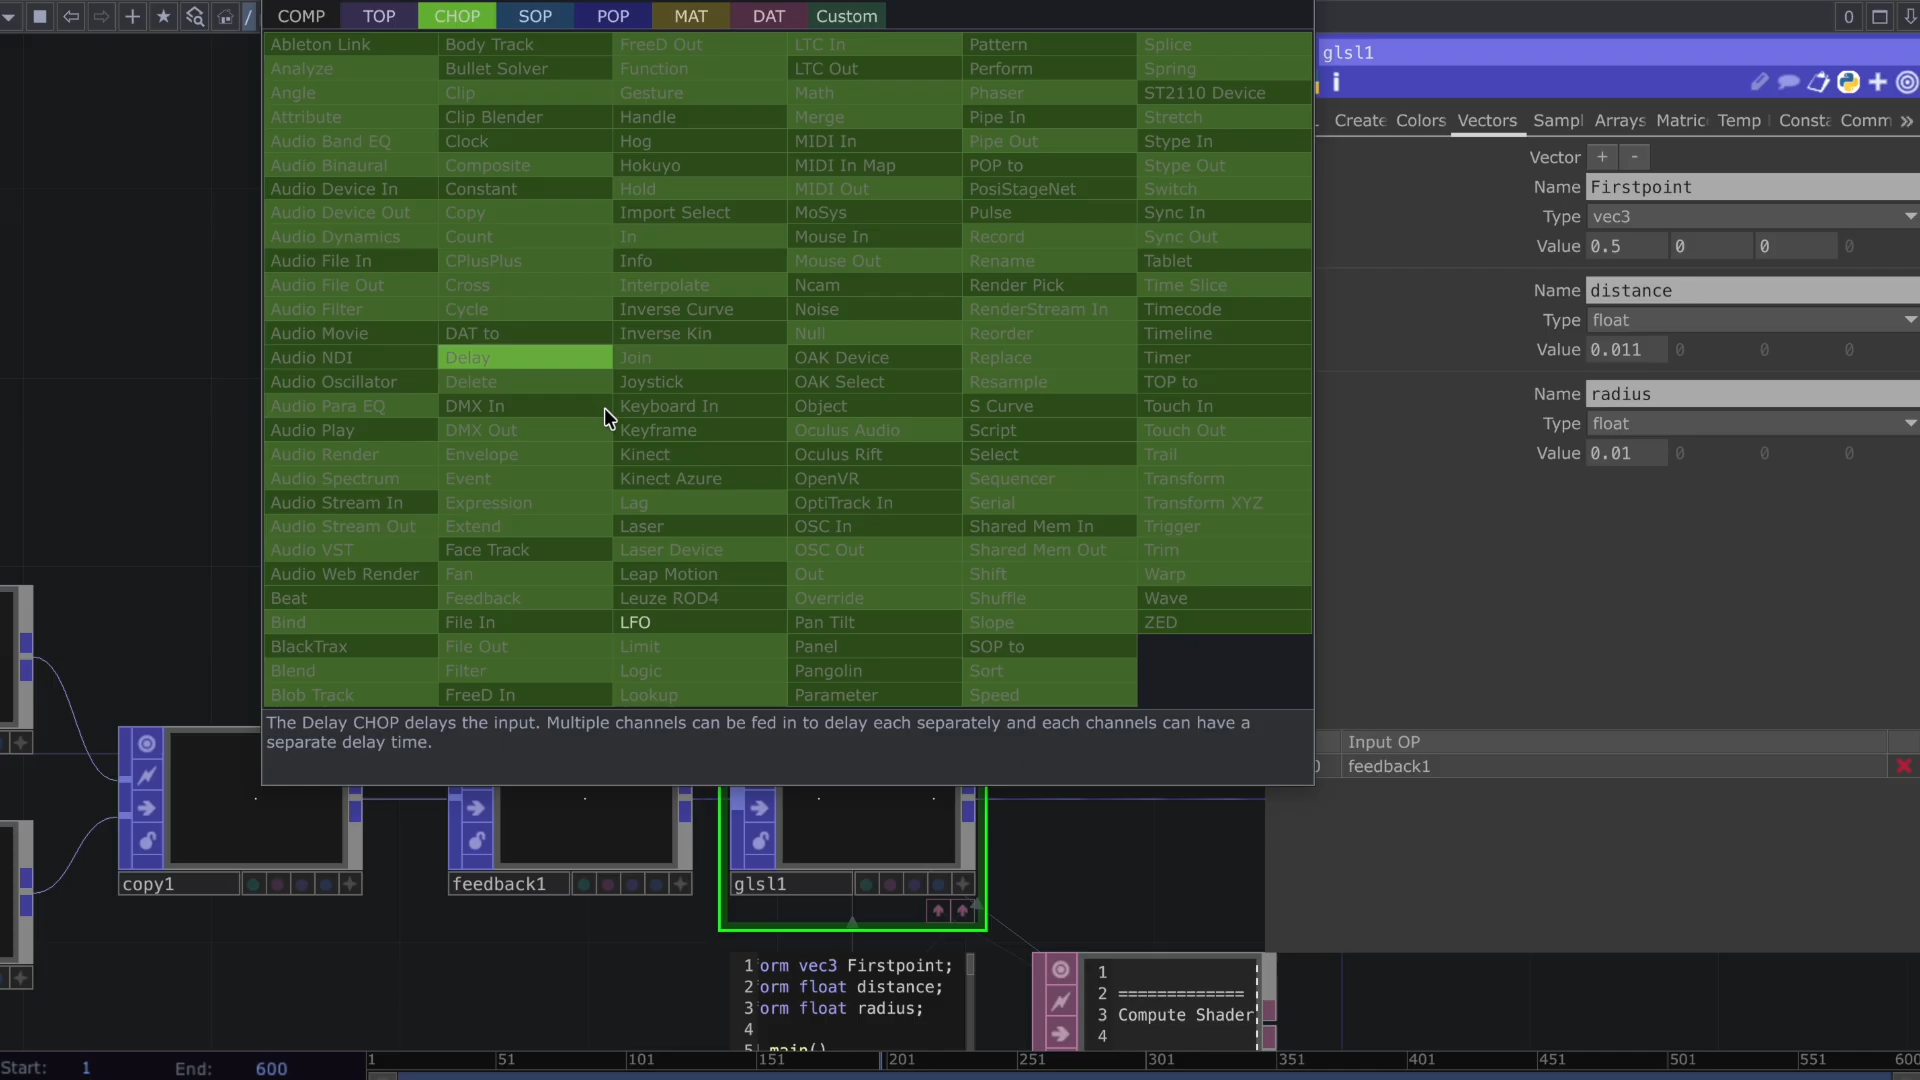 COMP TOP CHOP SOP POP MAT DAT Custom
Ableton Link
Analyze
Angle
Attribute
Audio Band EQ
Audio Binaural
Audio Device In
Audio Device Out
Audio Dynamics
Audio File In
Audio File Out
Audio Filter
Audio Movie
Audio NDI
Audio Oscillator
Audio Para EQ
Audio Play
Audio Render
Audio Spectrum
Audio Stream In
Audio Stream Out
Audio VST
Audio Web Render
Beat
Bind
BlackTrax
Blend
Blob Track
Body Track
Bullet Solver
Clip
Clip Blender
Clock
Composite
Constant
Copy
Count
CPlusPlus
Cross
Cycle
DAT to
Delay
Delete
DMX In
DMX Out
Envelope
Event
Expression
Extend
Face Track
Fan
Feedback
File In
File Out
Filter
FreeD In
FreeD Out
Function
Gesture
Handle
Hog
Hokuyo
Hold
Import Select
In
Info
Interpolate
Inverse Curve
Inverse Kin
Join
Joystick
Keyboard In
Keyframe
Kinect
Kinect Azure
Lag
Laser
Laser Device
Leap Motion
Leuze ROD4
LFO
Limit
Logic
Lookup
LTC In
LTC Out
Math
Merge
MIDI In
MIDI In Map
MIDI Out
MoSys
Mouse In
Mouse Out
Ncam
Noise
Null
OAK Device
OAK Select
Object
Oculus Audio
Oculus Rift
OpenVR
OptiTrack In
OSC In
OSC Out
Out
Override
Pan Tilt
Panel
Pangolin
Parameter
Pattern
Perform
Phaser
Pipe In
Pipe Out
POP to
PosiStageNet
Pulse
Record
Rename
Render Pick
RenderStream In
Reorder
Replace
Resample
S Curve
Script
Select
Sequencer
Serial
Shared Mem In
Shared Mem Out
Shift
Shuffle
Slope
SOP to
Sort
Speed
Splice
Spring
ST2110 Device
Stretch
Stype In
Stype Out
Switch
Sync In
Sync Out
Tablet
Time Slice
Timecode
Timeline
Timer
TOP to
Touch In
Touch Out
Trail
Transform
Transform XYZ
Trigger
Trim
Warp
Wave
ZED
The Delay CHOP delays the input. Multiple channels can be fed in to delay each separately and each channels can have a
separate delay time.
0
glsl1
i
Create Colors Vectors Sampl Arrays Matric Temp Consta Comm »
Vector + -
Name Firstpoint
Type vec3
Value 0.5 0 0 0
Name distance
Type float
Value 0.011 0 0 0
Name radius
Type float
Value 0.01 0 0 0
Input OP
0 feedback1
copy1
feedback1
glsl1
1 orm vec3 Firstpoint;
2 orm float distance;
3 orm float radius;
4
5 main()
1
2 =============
3 Compute Shader
4
Start: 1 End: 600
1 51 101 151 201 251 301 351 401 451 501 551 600